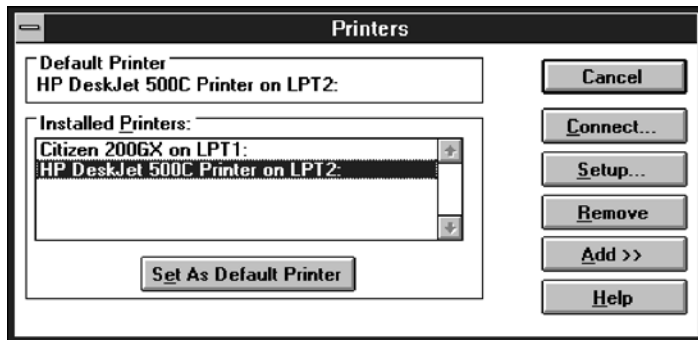 Printers
Default Printer
HP DeskJet 500C Printer on LPT2:
Installed Printers:
Citizen 200GX on LPT1:
HP DeskJet 500C Printer on LPT2:
Set As Default Printer
Cancel
Connect...
Setup...
Remove
Add >>
Help